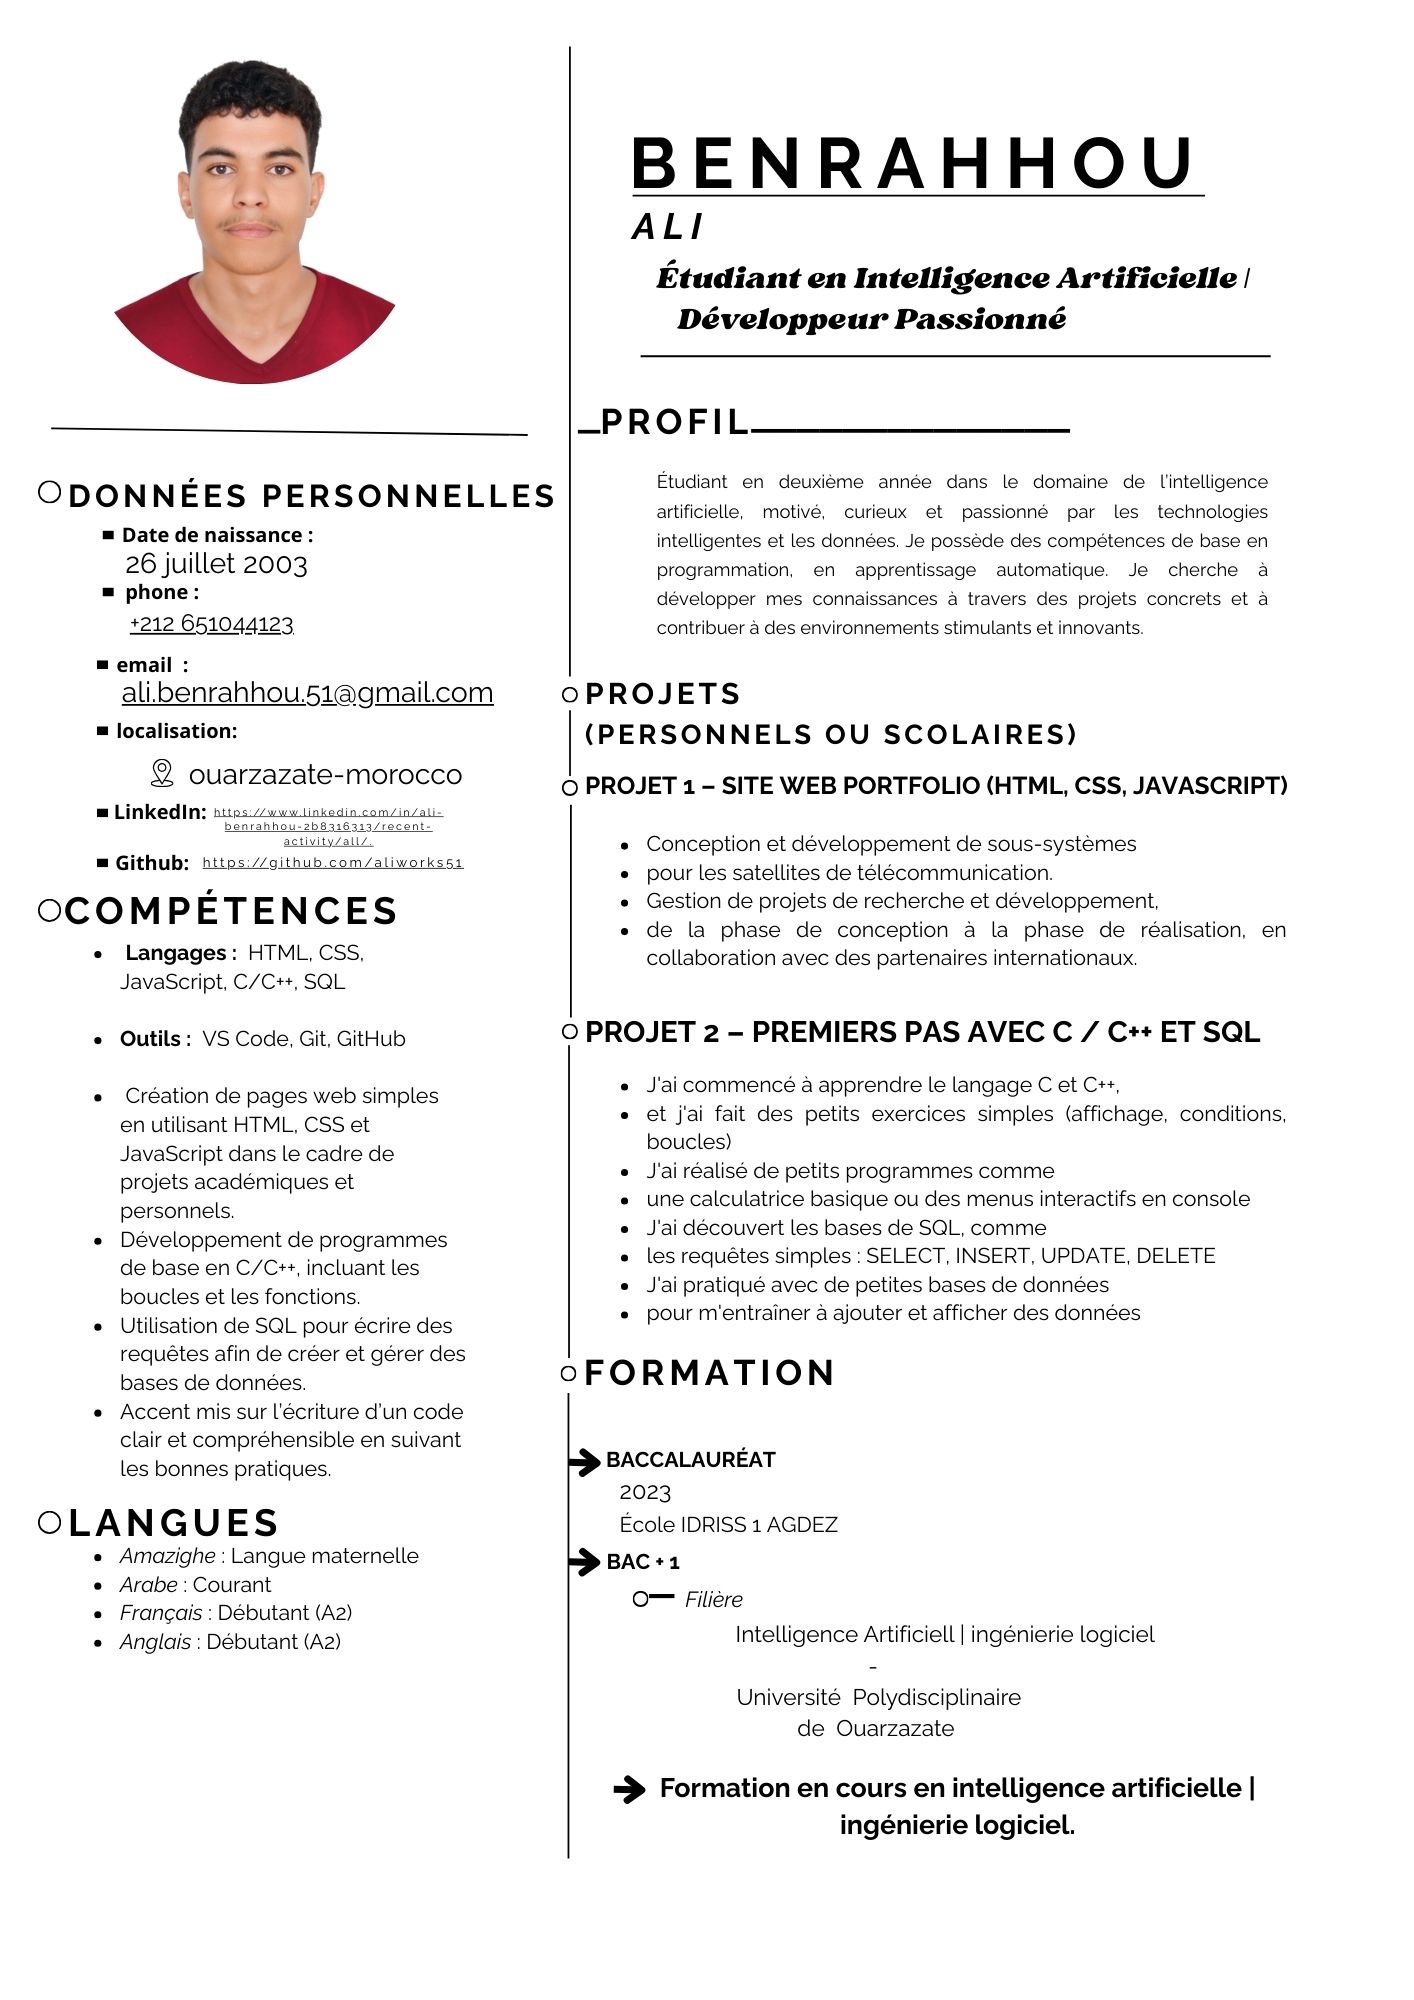 BENRAHHOU
ALI
Étudiant en Intelligence Artificielle /
Développeur Passionné
DONNÉES PERSONNELLES
Date de naissance :
26 juillet 2003
phone :
+212 651044123
email :
ali.benrahhou.51@gmail.com
localisation:
ouarzazate-morocco
LinkedIn: https://www.linkedin.com/in/ali-
benrahhou-2b8316313/recent-
activity/all/.
Github: https://github.com/aliworks51
COMPÉTENCES
• Langages : HTML, CSS,
JavaScript, C/C++, SQL
• Outils : VS Code, Git, GitHub
• Création de pages web simples
en utilisant HTML, CSS et
JavaScript dans le cadre de
projets académiques et
personnels.
• Développement de programmes
de base en C/C++, incluant les
boucles et les fonctions.
• Utilisation de SQL pour écrire des
requêtes afin de créer et gérer des
bases de données.
• Accent mis sur l'écriture d'un code
clair et compréhensible en suivant
les bonnes pratiques.
LANGUES
• Amazighe : Langue maternelle
• Arabe : Courant
• Français : Débutant (A2)
• Anglais : Débutant (A2)
PROFIL
Étudiant en deuxième année dans le domaine de l'intelligence
artificielle, motivé, curieux et passionné par les technologies
intelligentes et les données. Je possède des compétences de base en
programmation, en apprentissage automatique. Je cherche à
développer mes connaissances à travers des projets concrets et à
contribuer à des environnements stimulants et innovants.
PROJETS
(PERSONNELS OU SCOLAIRES)
PROJET 1 – SITE WEB PORTFOLIO (HTML, CSS, JAVASCRIPT)
• Conception et développement de sous-systèmes
• pour les satellites de télécommunication.
• Gestion de projets de recherche et développement,
• de la phase de conception à la phase de réalisation, en
collaboration avec des partenaires internationaux.
PROJET 2 – PREMIERS PAS AVEC C / C++ ET SQL
• J'ai commencé à apprendre le langage C et C++,
• et j'ai fait des petits exercices simples (affichage, conditions,
boucles)
• J'ai réalisé de petits programmes comme
• une calculatrice basique ou des menus interactifs en console
• J'ai découvert les bases de SQL, comme
• les requêtes simples : SELECT, INSERT, UPDATE, DELETE
• J'ai pratiqué avec de petites bases de données
• pour m'entraîner à ajouter et afficher des données
FORMATION
BACCALAURÉAT
2023
École IDRISS 1 AGDEZ
BAC + 1
Filière
Intelligence Artificiell | ingénierie logiciel
-
Université Polydisciplinaire
de Ouarzazate
Formation en cours en intelligence artificielle |
ingénierie logiciel.